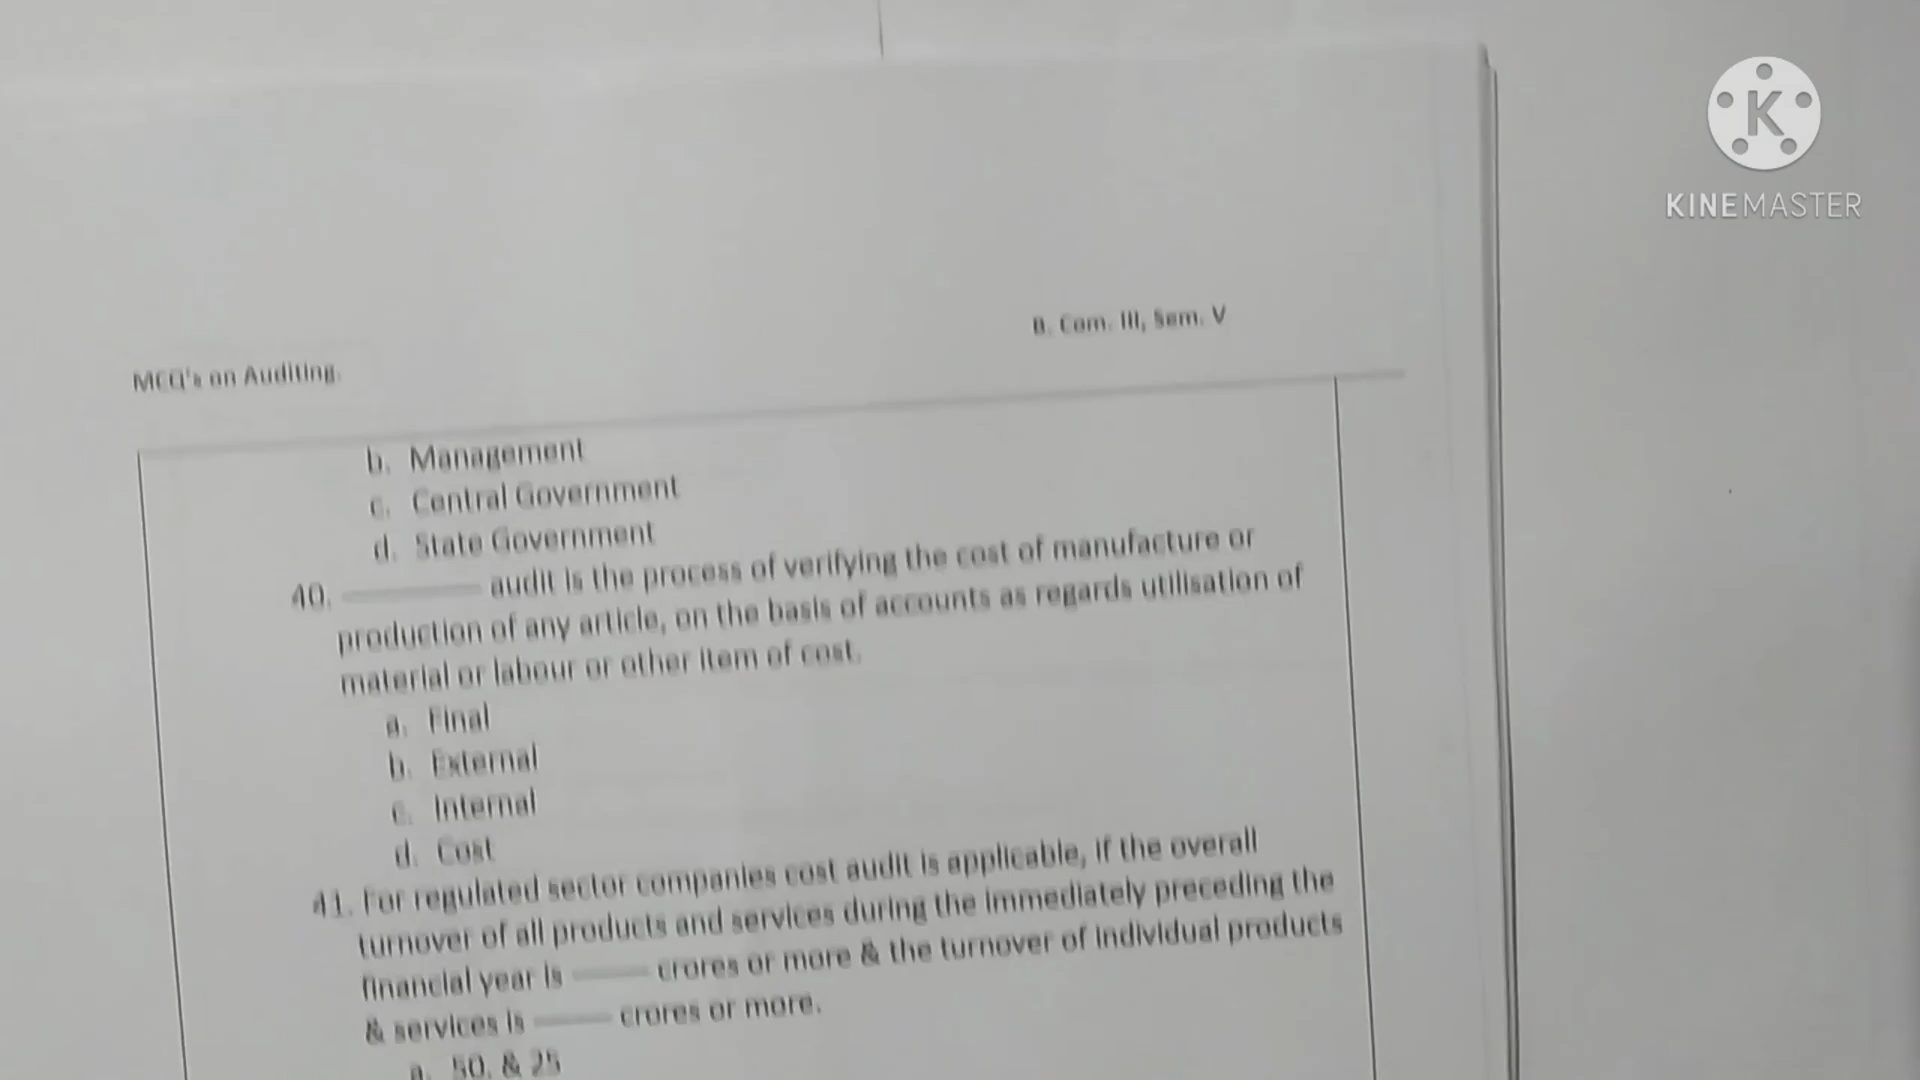 K
KINEMASTER
B. Com. III, Sem. V
MCQ's on Auditing.
b. Management
c. Central Government
d. State Government
40. ________ audit is the process of verifying the cost of manufacture or
production of any article, on the basis of accounts as regards utilisation of
material or labour or other item of cost.
a. Final
b. External
c. Internal
d. Cost
41. For regulated sector companies cost audit is applicable, if the overall
turnover of all products and services during the immediately preceding the
financial year is ____ crores or more & the turnover of individual products
& services is ____ crores or more.
a. 50, & 25